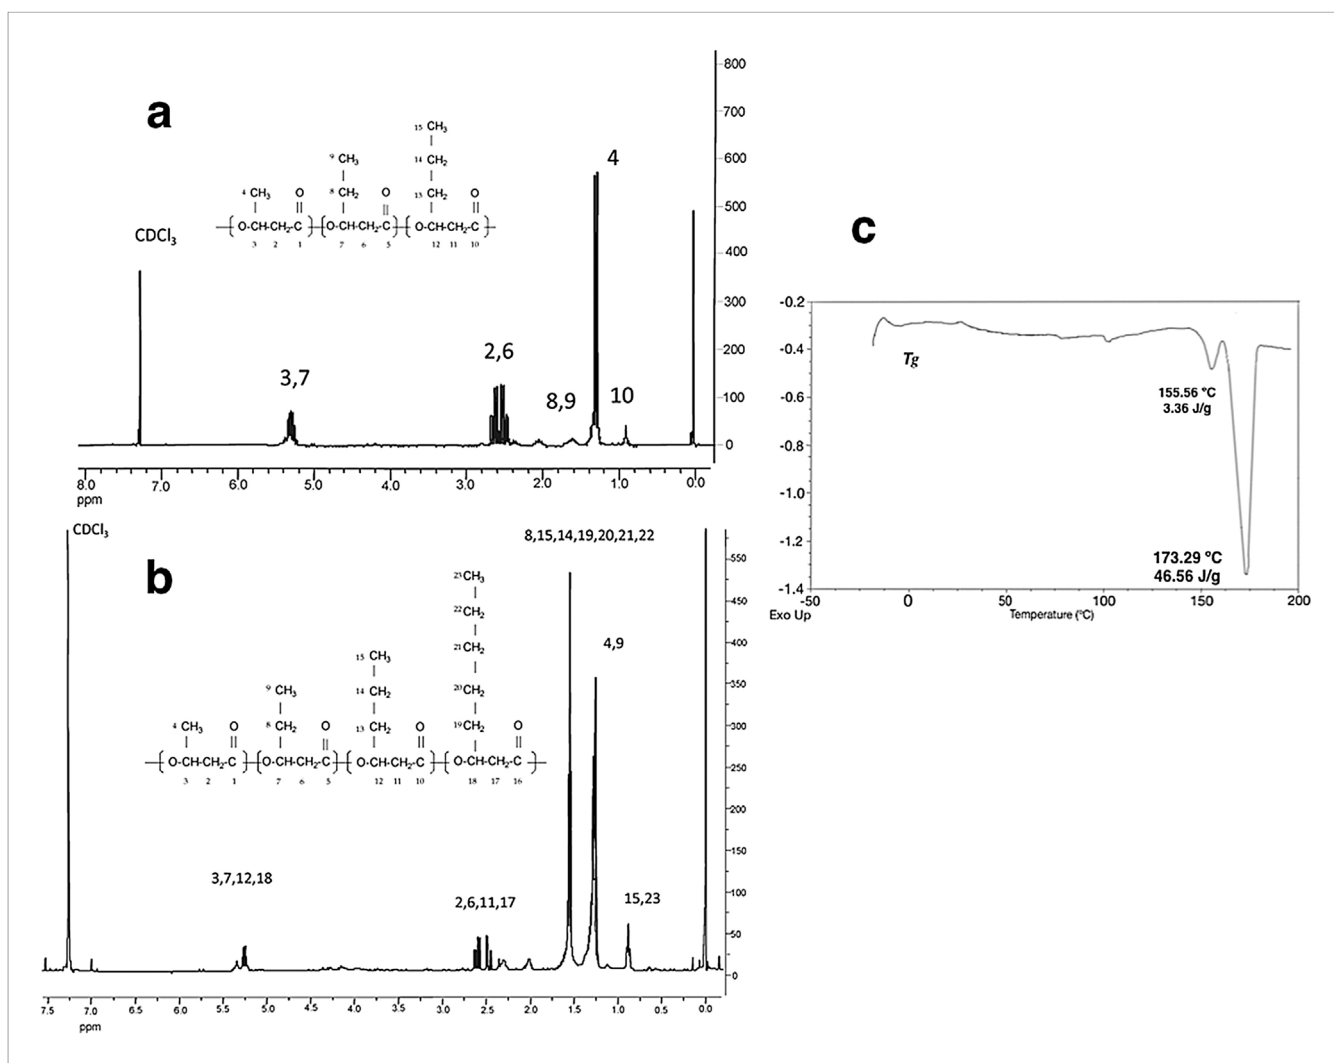 a
800
700
600
500
400
300
200
100
0
CDCl3
15 CH3
9 CH3 14 CH2
4 CH3 O 8 CH2 O 13 CH2 O
O-CH-CH2-C O-CH-CH2-C O-CH-CH2-C
3 2 1 7 6 5 12 11 10
4
3,7
2,6
8,9
10
8.0 7.0 6.0 5.0 4.0 3.0 2.0 1.0 0.0
ppm
b
CDCl3
8,15,14,19,20,21,22
23 CH3
22 CH2
15 CH3 21 CH2
9 CH3 14 CH2 20 CH2
4 CH3 O 8 CH2 O 13 CH2 O 19 CH2 O
O-CH-CH2-C O-CH-CH2-C O-CH-CH2-C O-CH-CH2-C
3 2 1 7 6 5 12 11 10 18 17 16
4,9
3,7,12,18
2,6,11,17
15,23
550
450
400
350
300
250
200
150
100
50
0
7.5 7.0 6.5 6.0 5.5 5.0 4.5 4.0 3.5 3.0 2.5 2.0 1.5 1.0 0.5 0.0
ppm
c
-0.2
-0.4
-0.6
-0.8
-1.0
-1.2
-1.4
Tg
155.56 °C
3.36 J/g
173.29 °C
46.56 J/g
-50 0 50 100 150 200
Exo Up
Temperature (°C)